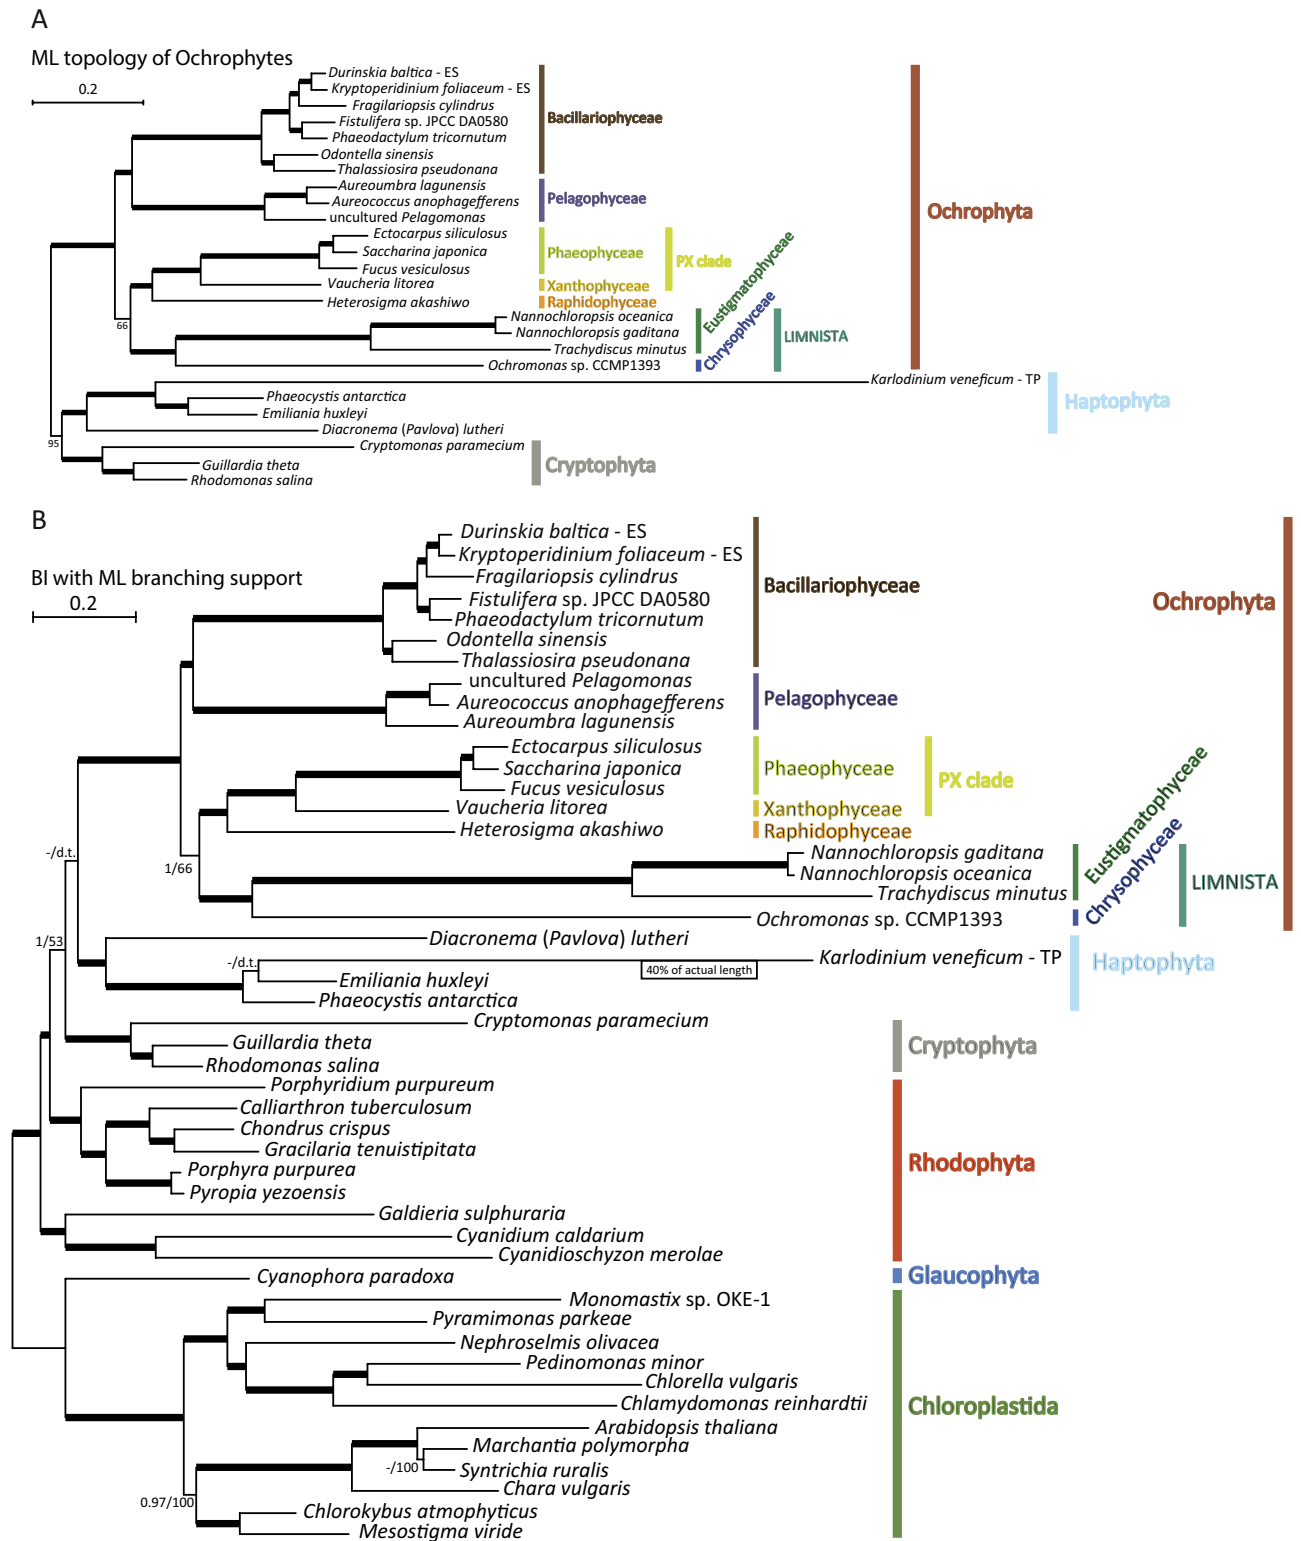 A
ML topology of Ochrophytes
0.2
Durinskia baltica - ES
Kryptoperidinium foliaceum - ES
Fragilariopsis cylindrus
Fistulifera sp. JPCC DA0580
Phaeodactylum tricornutum
Odontella sinensis
Thalassiosira pseudonana
Bacillariophyceae
Aureoumbra lagunensis
Aureococcus anophagefferens
uncultured Pelagomonas
Pelagophyceae
Ectocarpus siliculosus
Saccharina japonica
Fucus vesiculosus
Phaeophyceae
PX clade
Vaucheria litorea
Xanthophyceae
Heterosigma akashiwo
Raphidophyceae
66
Nannochloropsis oceanica
Nannochloropsis gaditana
Trachydiscus minutus
Eustigmatophyceae
Ochromonas sp. CCMP1393
Chrysophyceae
LIMNISTA
Ochrophyta
Karlodinium veneficum - TP
Phaeocystis antarctica
Emiliania huxleyi
Diacronema (Pavlova) lutheri
Haptophyta
95
Cryptomonas paramecium
Guillardia theta
Rhodomonas salina
Cryptophyta
B
BI with ML branching support
0.2
Durinskia baltica - ES
Kryptoperidinium foliaceum - ES
Fragilariopsis cylindrus
Fistulifera sp. JPCC DA0580
Phaeodactylum tricornutum
Odontella sinensis
Thalassiosira pseudonana
Bacillariophyceae
Ochrophyta
uncultured Pelagomonas
Aureococcus anophagefferens
Aureoumbra lagunensis
Pelagophyceae
Ectocarpus siliculosus
Saccharina japonica
Fucus vesiculosus
Phaeophyceae
PX clade
Vaucheria litorea
Xanthophyceae
Heterosigma akashiwo
Raphidophyceae
-/d.t.
1/66
Nannochloropsis gaditana
Nannochloropsis oceanica
Trachydiscus minutus
Eustigmatophyceae
Ochromonas sp. CCMP1393
Chrysophyceae
LIMNISTA
1/53
Diacronema (Pavlova) lutheri
-/d.t.
Karlodinium veneficum - TP
40% of actual length
Emiliania huxleyi
Phaeocystis antarctica
Haptophyta
Cryptomonas paramecium
Guillardia theta
Rhodomonas salina
Cryptophyta
Porphyridium purpureum
Calliarthron tuberculosum
Chondrus crispus
Gracilaria tenuistipitata
Porphyra purpurea
Pyropia yezoensis
Galdieria sulphuraria
Cyanidium caldarium
Cyanidioschyzon merolae
Rhodophyta
Cyanophora paradoxa
Glaucophyta
Monomastix sp. OKE-1
Pyramimonas parkeae
Nephroselmis olivacea
Pedinomonas minor
Chlorella vulgaris
Chlamydomonas reinhardtii
Chloroplastida
Arabidopsis thaliana
Marchantia polymorpha
-/100
Syntrichia ruralis
Chara vulgaris
0.97/100
Chlorokybus atmophyticus
Mesostigma viride